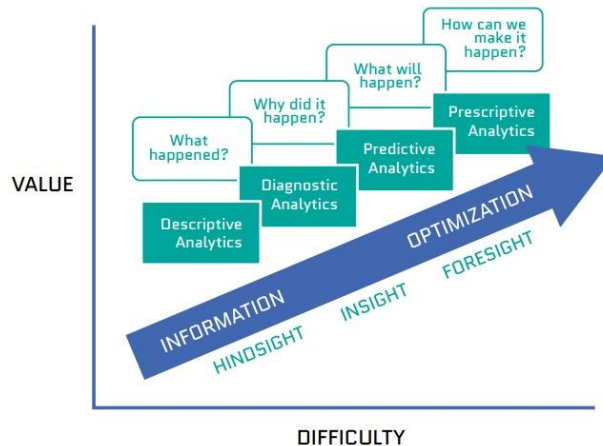 How can we
make it
happen?
What will
happen?
Why did it
happen?
What
happened?
Prescriptive
Analytics
Predictive
Analytics
Diagnostic
Analytics
Descriptive
Analytics
VALUE
INFORMATION
OPTIMIZATION
HINDSIGHT
INSIGHT
FORESIGHT
DIFFICULTY